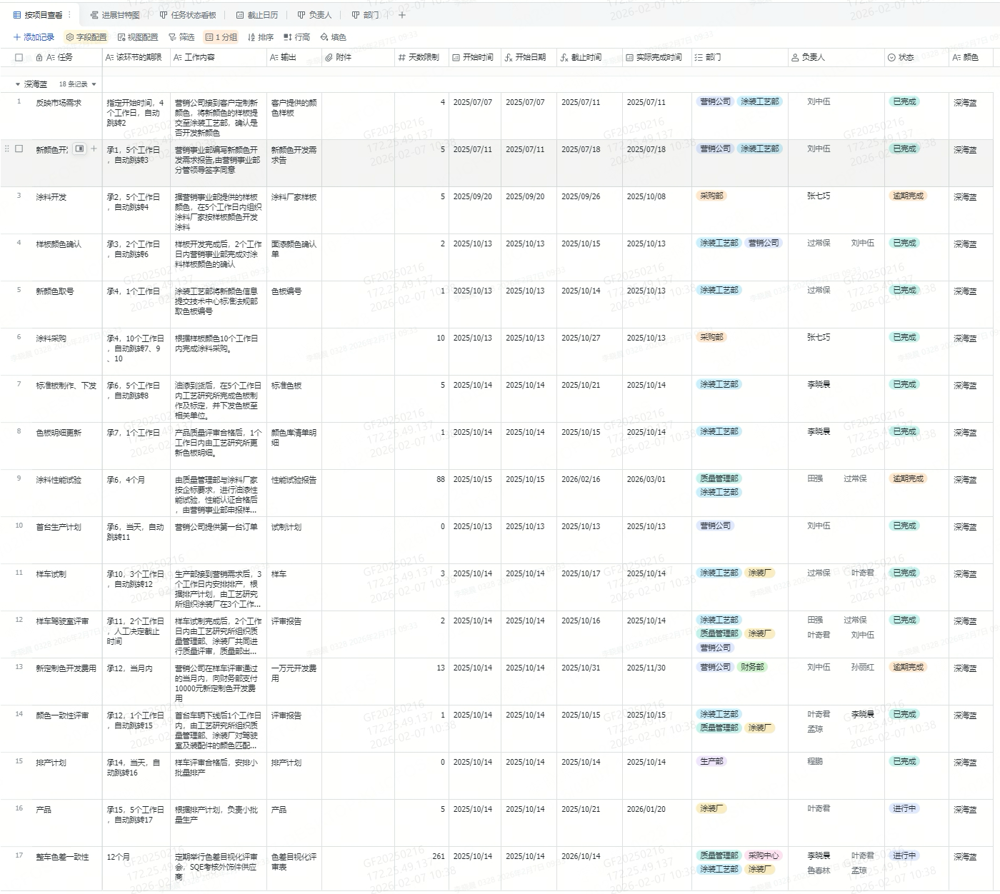 按项目查看 进展甘特图 任务状态看板 截止日历 负责人 部门
添加记录 字段配置 视图配置 筛选 1 分组 排序 行高 填色
任务 该环节的期限 工作内容 输出 附件 天数限制 开始时间 开始日期 截止时间 实际完成时间 部门 负责人 状态 颜色
深海蓝 18 条记录
1 反映市场需求 指定开始时间，4 营销公司接到客户定制新 客户提供的颜 4 2025/07/07 2025/07/07 2025/07/11 2025/07/11 营销公司 涂装工艺部 刘中伍 已完成 深海蓝
个工作日，自动 颜色，将新颜色的样板提 色样板
跳转2 交至涂装工艺部，确认是
否开发新颜色
新颜色开发 承1，5个工作日 营销事业部编写新颜色开 新颜色开发需 5 2025/07/11 2025/07/11 2025/07/18 2025/07/18 营销公司 涂装工艺部 刘中伍 已完成 深海蓝
，自动跳转3 发需求报告,由营销事业部 求告
分管领导签字同意
3 涂料开发 承2，5个工作日 据营销事业部提供的样板 涂料厂家样板 5 2025/09/20 2025/09/20 2025/09/26 2025/10/08 采购部 张七巧 逾期完成 深海蓝
，自动跳转4 颜色，在5个工作日内组织
涂料厂家按样板颜色开发
涂料
4 样板颜色确认 承3，2个工作日 样板开发完成后，2个工作 面漆颜色确认 2 2025/10/13 2025/10/13 2025/10/15 2025/10/13 涂装工艺部 营销公司 过常保 刘中伍 已完成 深海蓝
，自动跳转6 日内营销事业部完成对涂 单
料样板颜色的确认
5 新颜色取号 承4，1个工作日 涂装工艺部将新颜色信息 色板编号 1 2025/10/13 2025/10/13 2025/10/14 2025/10/13 涂装工艺部 过常保 已完成 深海蓝
提交技术中心标准法规部
取色板编号
6 涂料采购 承4，10个工作日 根据样板颜色10个工作日 10 2025/10/13 2025/10/13 2025/10/27 2025/10/13 采购部 张七巧 已完成 深海蓝
，自动跳转7、9 内完成涂料采购。
、10
7 标准板制作、下发 承6，5个工作日 油漆到货后，在5个工作日 标准色板 5 2025/10/14 2025/10/14 2025/10/21 2025/10/14 涂装工艺部 李晓晨 已完成 深海蓝
，自动跳转8 内工艺研究所完成色板制
作及标定，并下发色板至
相关单位。
8 色板明细更新 承7，1个工作日 产品质量评审合格后，1个 颜色库清单明 1 2025/10/14 2025/10/14 2025/10/15 2025/10/14 涂装工艺部 李晓晨 已完成 深海蓝
工作日内由工艺研究所更 细
新色板明细。
9 涂料性能试验 承6，4个月 由质量管理部与涂料厂家 性能试验报告 88 2025/10/15 2025/10/15 2026/02/16 2026/03/01 质量管理部 田强 过常保 逾期完成 深海蓝
按企标要求，进行油漆性 涂装工艺部
能试验，性能认证合格后
，由营销事业部申报样...
10 首台生产计划 承6，当天，自动 营销公司提供第一台订单 试制计划 0 2025/10/13 2025/10/13 2025/10/13 2025/10/13 营销公司 刘中伍 已完成 深海蓝
跳转11
11 样车试制 承10，3个工作日 生产部接到营销需求后，3 样车 3 2025/10/14 2025/10/14 2025/10/17 2025/10/14 涂装工艺部 涂装厂 过常保 叶奇君 已完成 深海蓝
，自动跳转12 个工作日内安排排产，根
据排产计划，由工艺研究
所组织涂装厂在3个工作...
12 样车驾驶室评审 承11，2个工作日 样车试制完成后，2个工作 评审报告 2 2025/10/14 2025/10/14 2025/10/16 2025/10/14 涂装工艺部 田强 过常保 已完成 深海蓝
，人工决定截止 日内由工艺研究所组织质 质量管理部 涂装厂 叶奇君 刘中伍
时间 量管理部、涂装厂共同进 营销公司
行质量评审，质量部出...
13 新定制色开发费用 承12，当月内 营销公司在样车评审通过 一万元开发费 13 2025/10/14 2025/10/14 2025/10/31 2025/11/30 营销公司 财务部 刘中伍 孙丽红 逾期完成 深海蓝
的当月内，向财务部支付 用
10000元新定制色开发费
用
14 颜色一致性评审 承12，1个工作日 首台车辆下线后1个工作日 评审报告 1 2025/10/14 2025/10/14 2025/10/15 2025/10/15 涂装工艺部 叶奇君 李晓晨 已完成 深海蓝
，自动跳转15 内，由工艺研究所组织质 质量管理部 涂装厂 孟琼
量管理部、涂装厂对驾驶
室及装配件的颜色匹配...
15 排产计划 承14，当天，自 样车评审合格后，安排小 排产计划 0 2025/10/14 2025/10/14 2025/10/14 2025/10/14 生产部 程鹏 已完成 深海蓝
动跳转16 批量排产
16 产品 承15，5个工作日 根据排产计划，负责小批 产品 5 2025/10/14 2025/10/14 2025/10/21 2026/01/20 涂装厂 叶奇君 进行中 深海蓝
，自动跳转17 量生产
17 整车色差一致性 12个月 定期举行色差目视化评审 色差目视化评 261 2025/10/14 2025/10/14 2026/10/14 质量管理部 采购中心 李晓晨 叶奇君 进行中 深海蓝
会，SQE考核外饰件供应 审表 涂装工艺部 涂装厂 鲁春林 孟琼
商
GF20250216
172.25.49.137
2026-02-07 10:38
李晓晨 0328 2026年2月7日 09:33